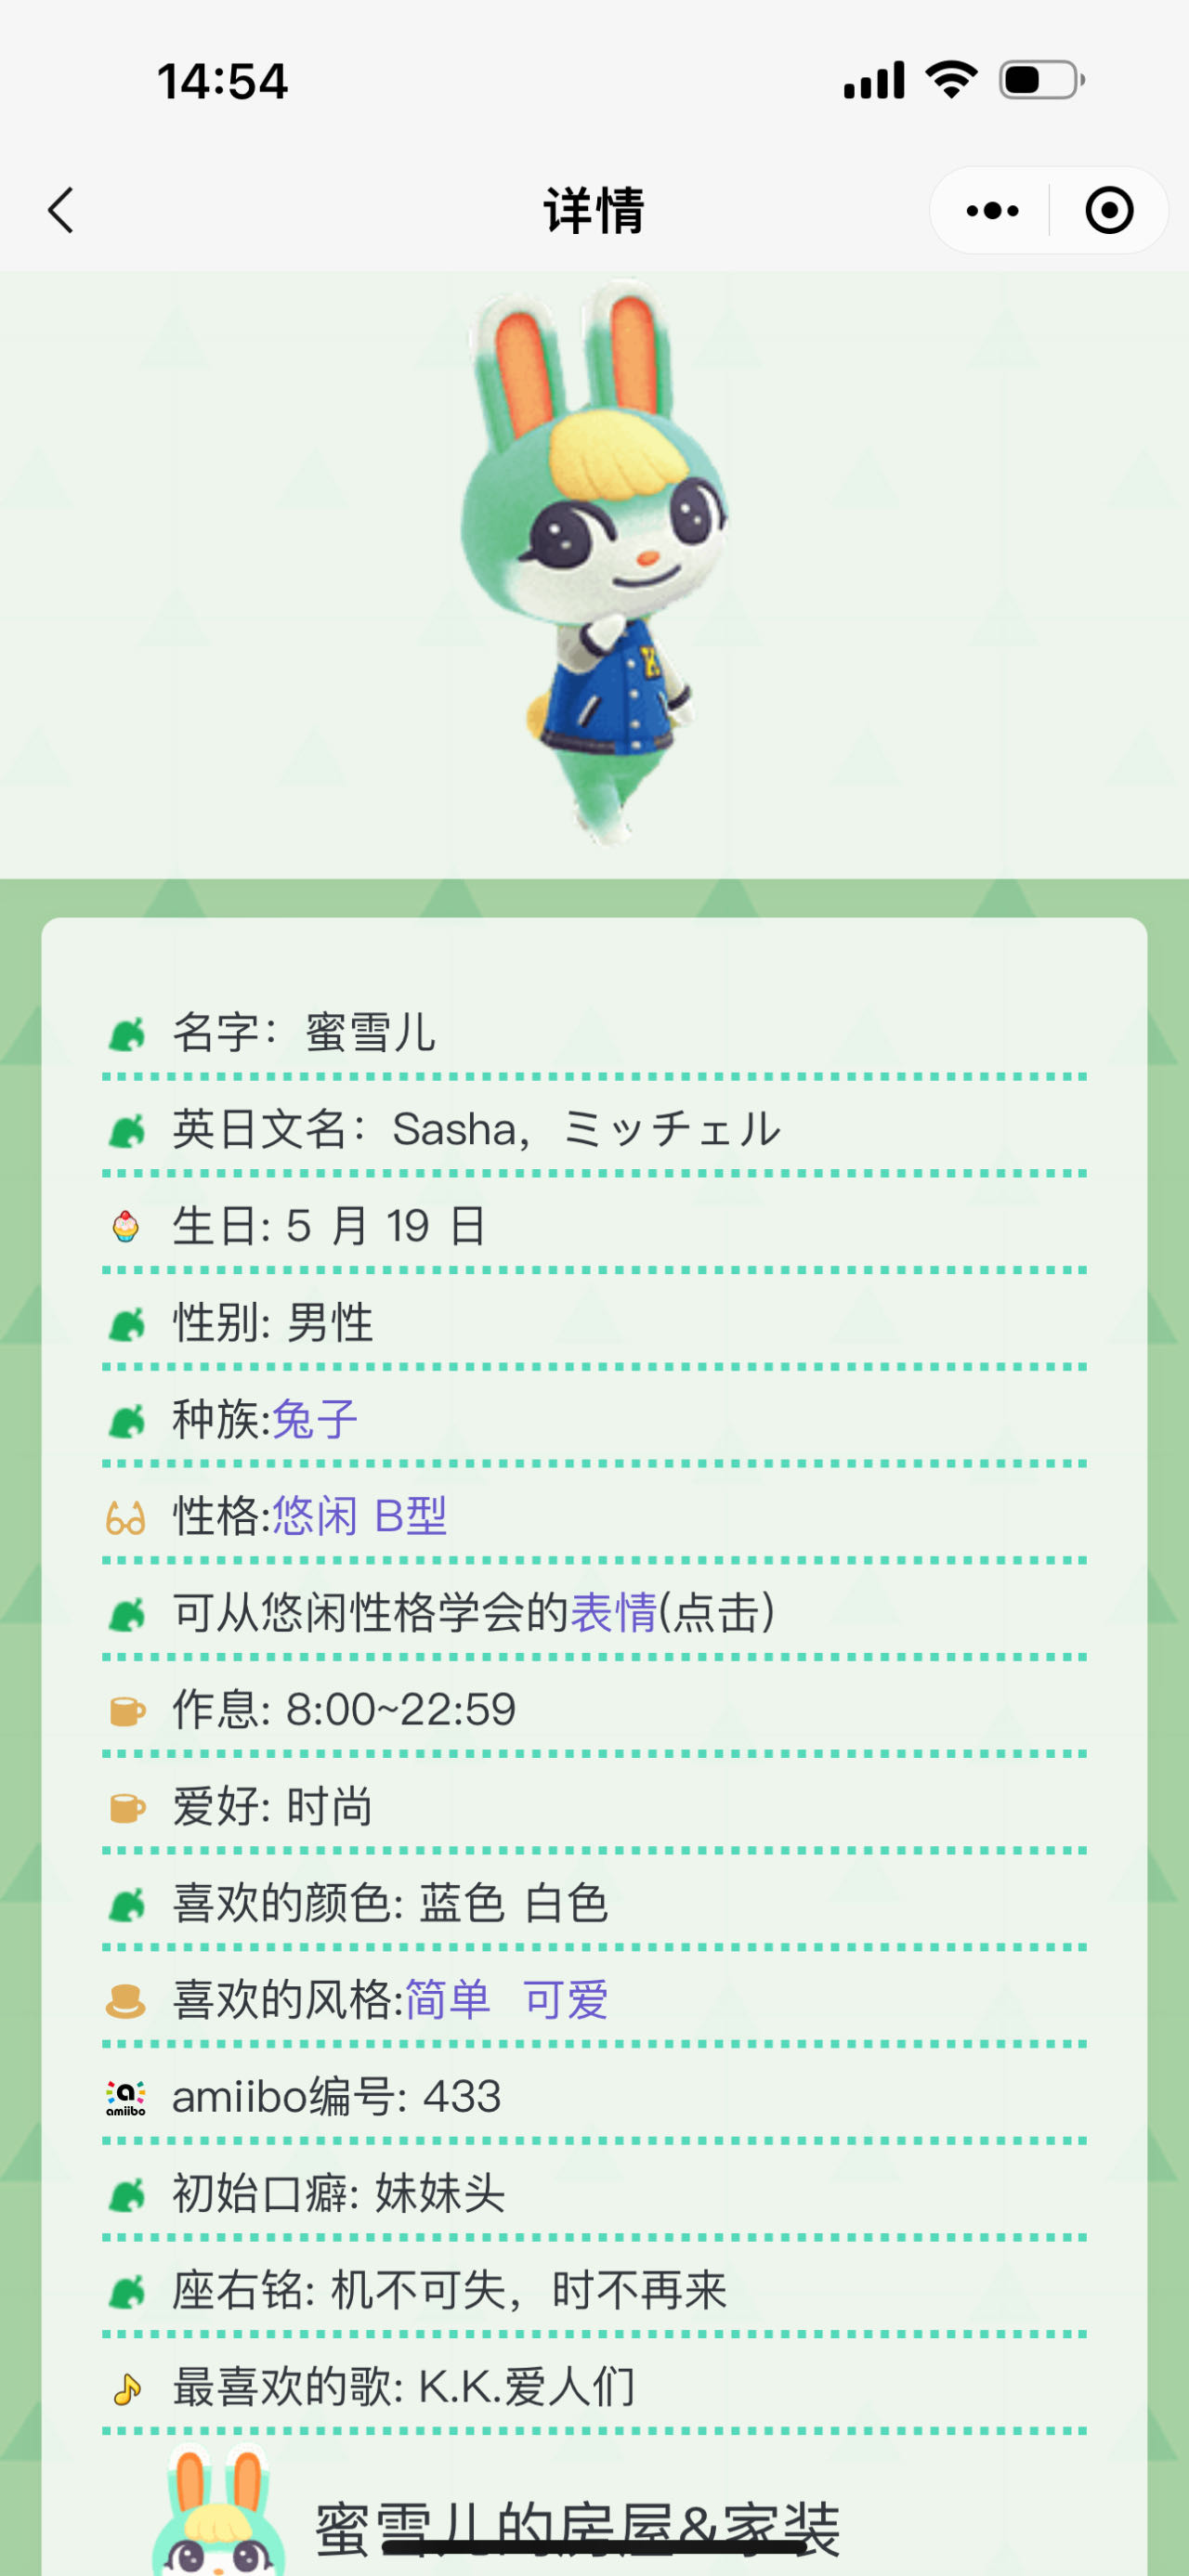 14:54
详情
K
名字：蜜雪儿
英日文名：Sasha，ミッチェル
生日: 5 月 19 日
性别: 男性
种族:兔子
性格:悠闲 B型
可从悠闲性格学会的表情(点击)
作息: 8:00~22:59
爱好: 时尚
喜欢的颜色: 蓝色 白色
喜欢的风格:简单 可爱
a amiibo amiibo编号: 433
初始口癖: 妹妹头
座右铭: 机不可失，时不再来
最喜欢的歌: K.K.爱人们
蜜雪儿的房屋&家装